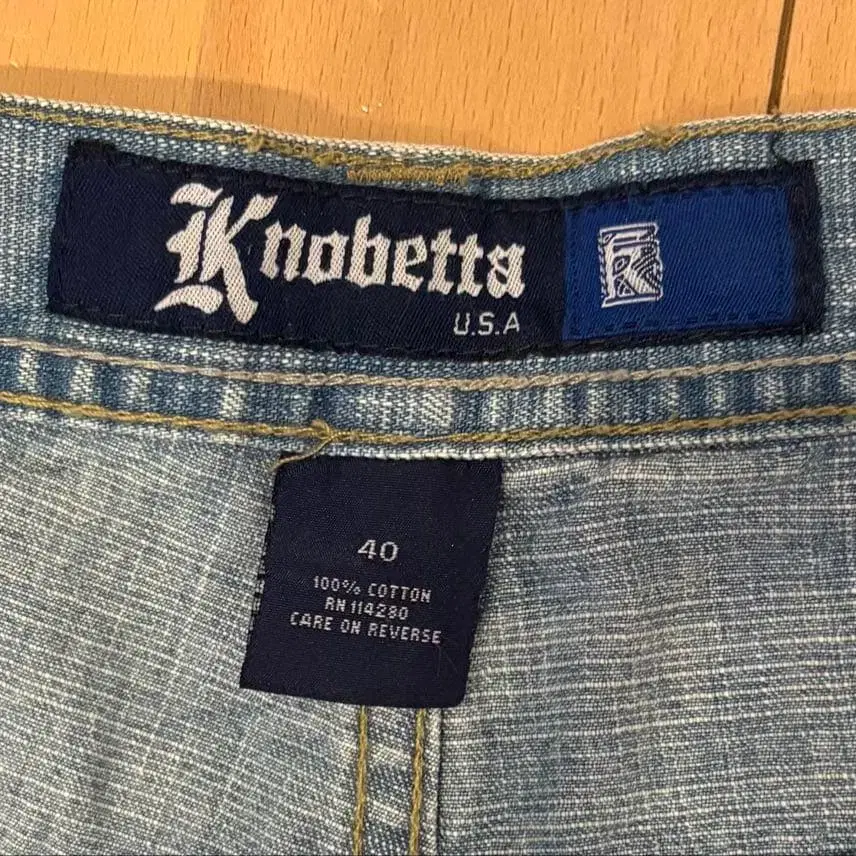 Knobetta
U.S.A
K
40
100% COTTON
RN 114280
CARE ON REVERSE